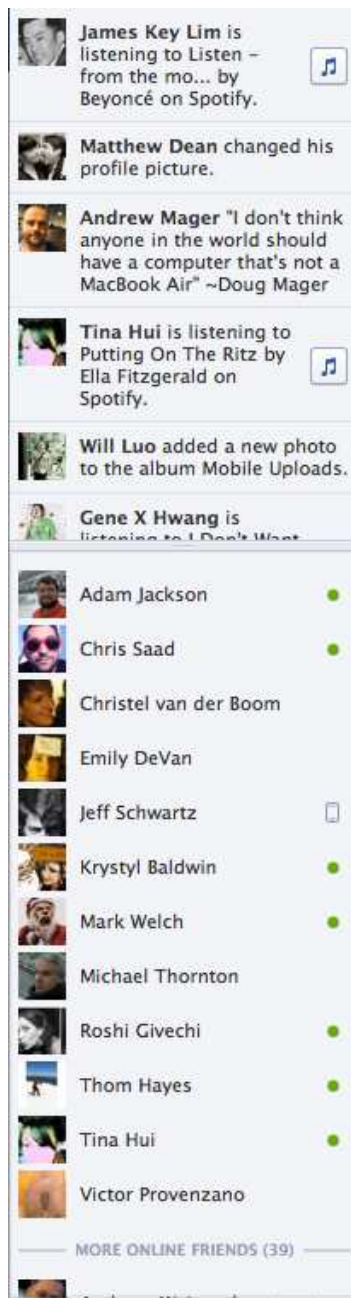 James Key Lim is
listening to Listen –
from the mo... by
Beyoncé on Spotify.
Matthew Dean changed his
profile picture.
Andrew Mager "I don't think
anyone in the world should
have a computer that's not a
MacBook Air" ~Doug Mager
Tina Hui is listening to
Putting On The Ritz by
Ella Fitzgerald on
Spotify.
Will Luo added a new photo
to the album Mobile Uploads.
Gene X Hwang is
listening to I Don't Want
Adam Jackson
Chris Saad
Christel van der Boom
Emily DeVan
Jeff Schwartz
Krystyl Baldwin
Mark Welch
Michael Thornton
Roshi Givechi
Thom Hayes
Tina Hui
Victor Provenzano
MORE ONLINE FRIENDS (39)